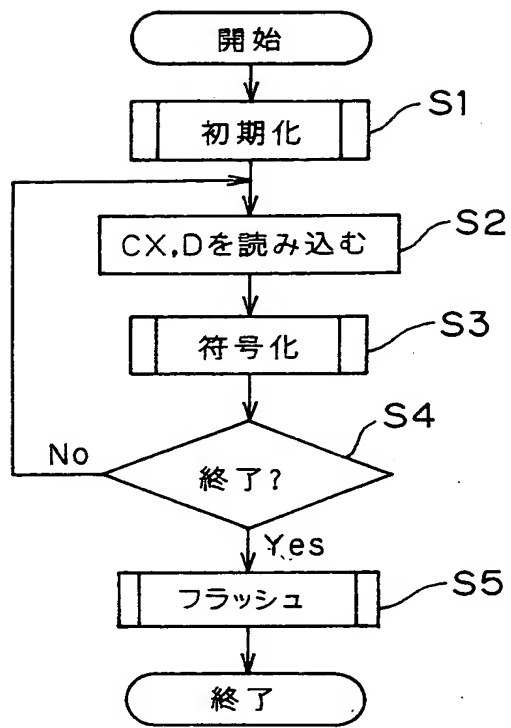 開始
初期化
S1
CX,Dを読み込む
S2
符号化
S3
S4
No
終了?
Yes
フラッシュ
S5
終了